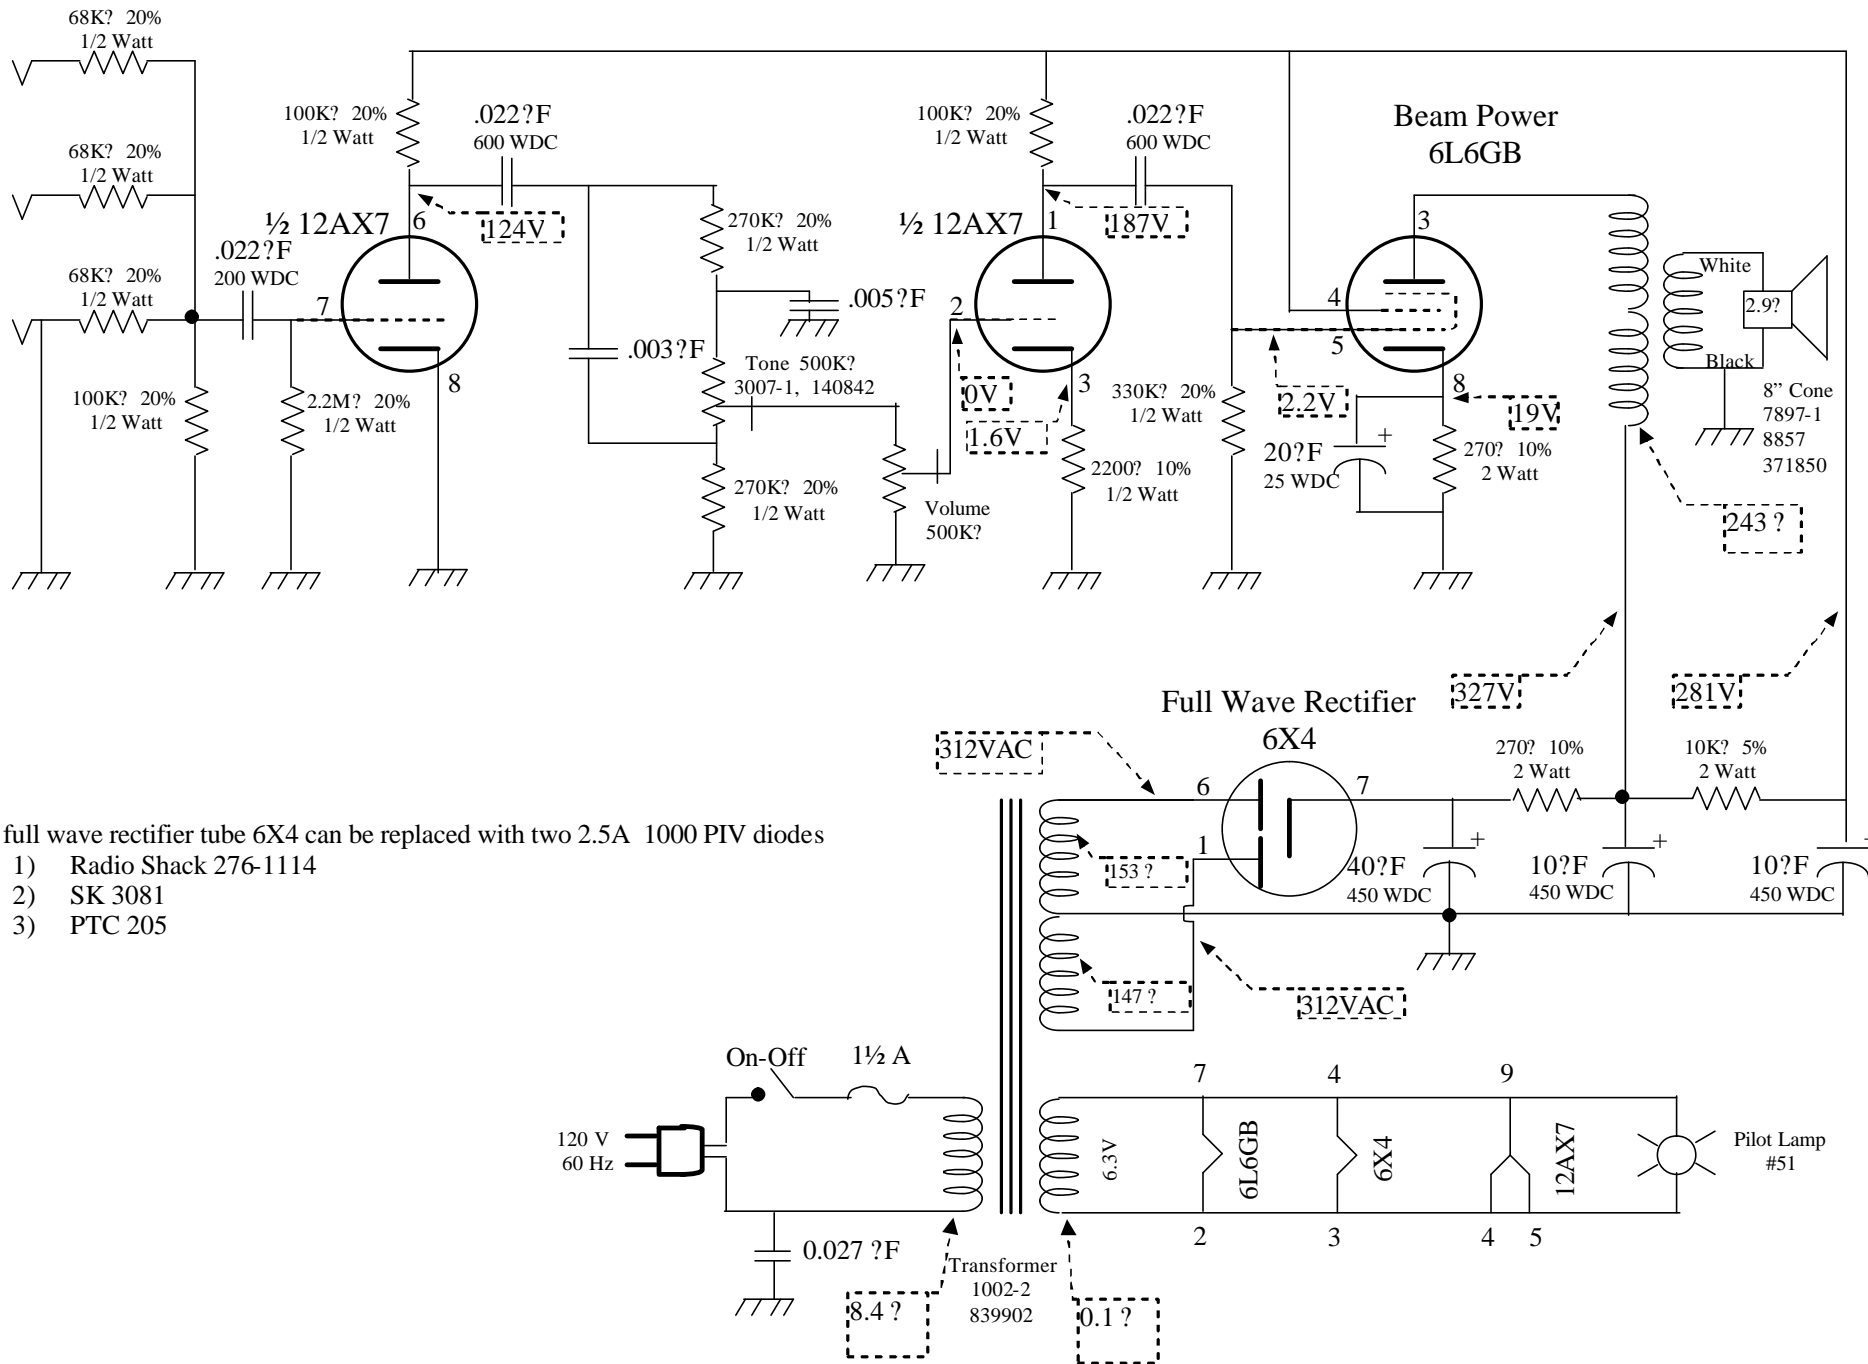 68K? 20%
1/2 Watt
68K? 20%
1/2 Watt
68K? 20%
1/2 Watt
100K? 20%
1/2 Watt
.022?F
200 WDC
2.2M? 20%
1/2 Watt
100K? 20%
1/2 Watt
½ 12AX7
6
7
8
124V
.022?F
600 WDC
270K? 20%
1/2 Watt
.005?F
.003?F
Tone 500K?
3007-1, 140842
270K? 20%
1/2 Watt
Volume
500K?
100K? 20%
1/2 Watt
½ 12AX7
1
2
3
187V
0V
1.6V
2200? 10%
1/2 Watt
.022?F
600 WDC
330K? 20%
1/2 Watt
Beam Power
6L6GB
3
4
5
8
2.2V
19V
20?F
25 WDC
270? 10%
2 Watt
White
2.9?
Black
8” Cone
7897-1
8857
371850
243 ?
327V
281V
Full Wave Rectifier
6X4
312VAC
6
7
1
153 ?
147 ?
312VAC
270? 10%
2 Watt
10K? 5%
2 Watt
40?F
450 WDC
10?F
450 WDC
10?F
450 WDC
full wave rectifier tube 6X4 can be replaced with two 2.5A 1000 PIV diodes
1) Radio Shack 276-1114
2) SK 3081
3) PTC 205
On-Off
1½ A
120 V
60 Hz
0.027 ?F
8.4 ?
Transformer
1002-2
839902
0.1 ?
6.3V
7
6L6GB
2
4
6X4
3
9
12AX7
4 5
Pilot Lamp
#51